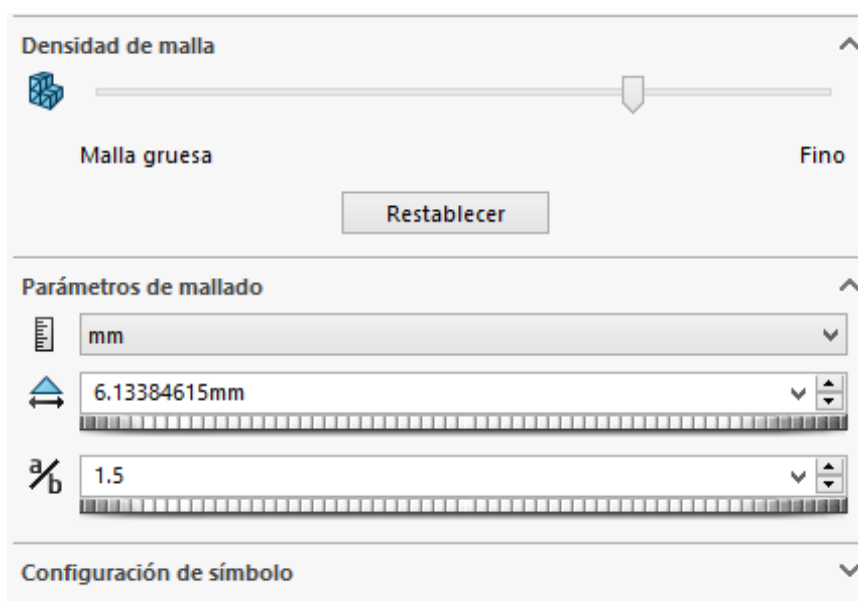 Densidad de malla
Malla gruesa Fino
Restablecer
Parámetros de mallado
mm
6.13384615mm
a/b 1.5
Configuración de símbolo